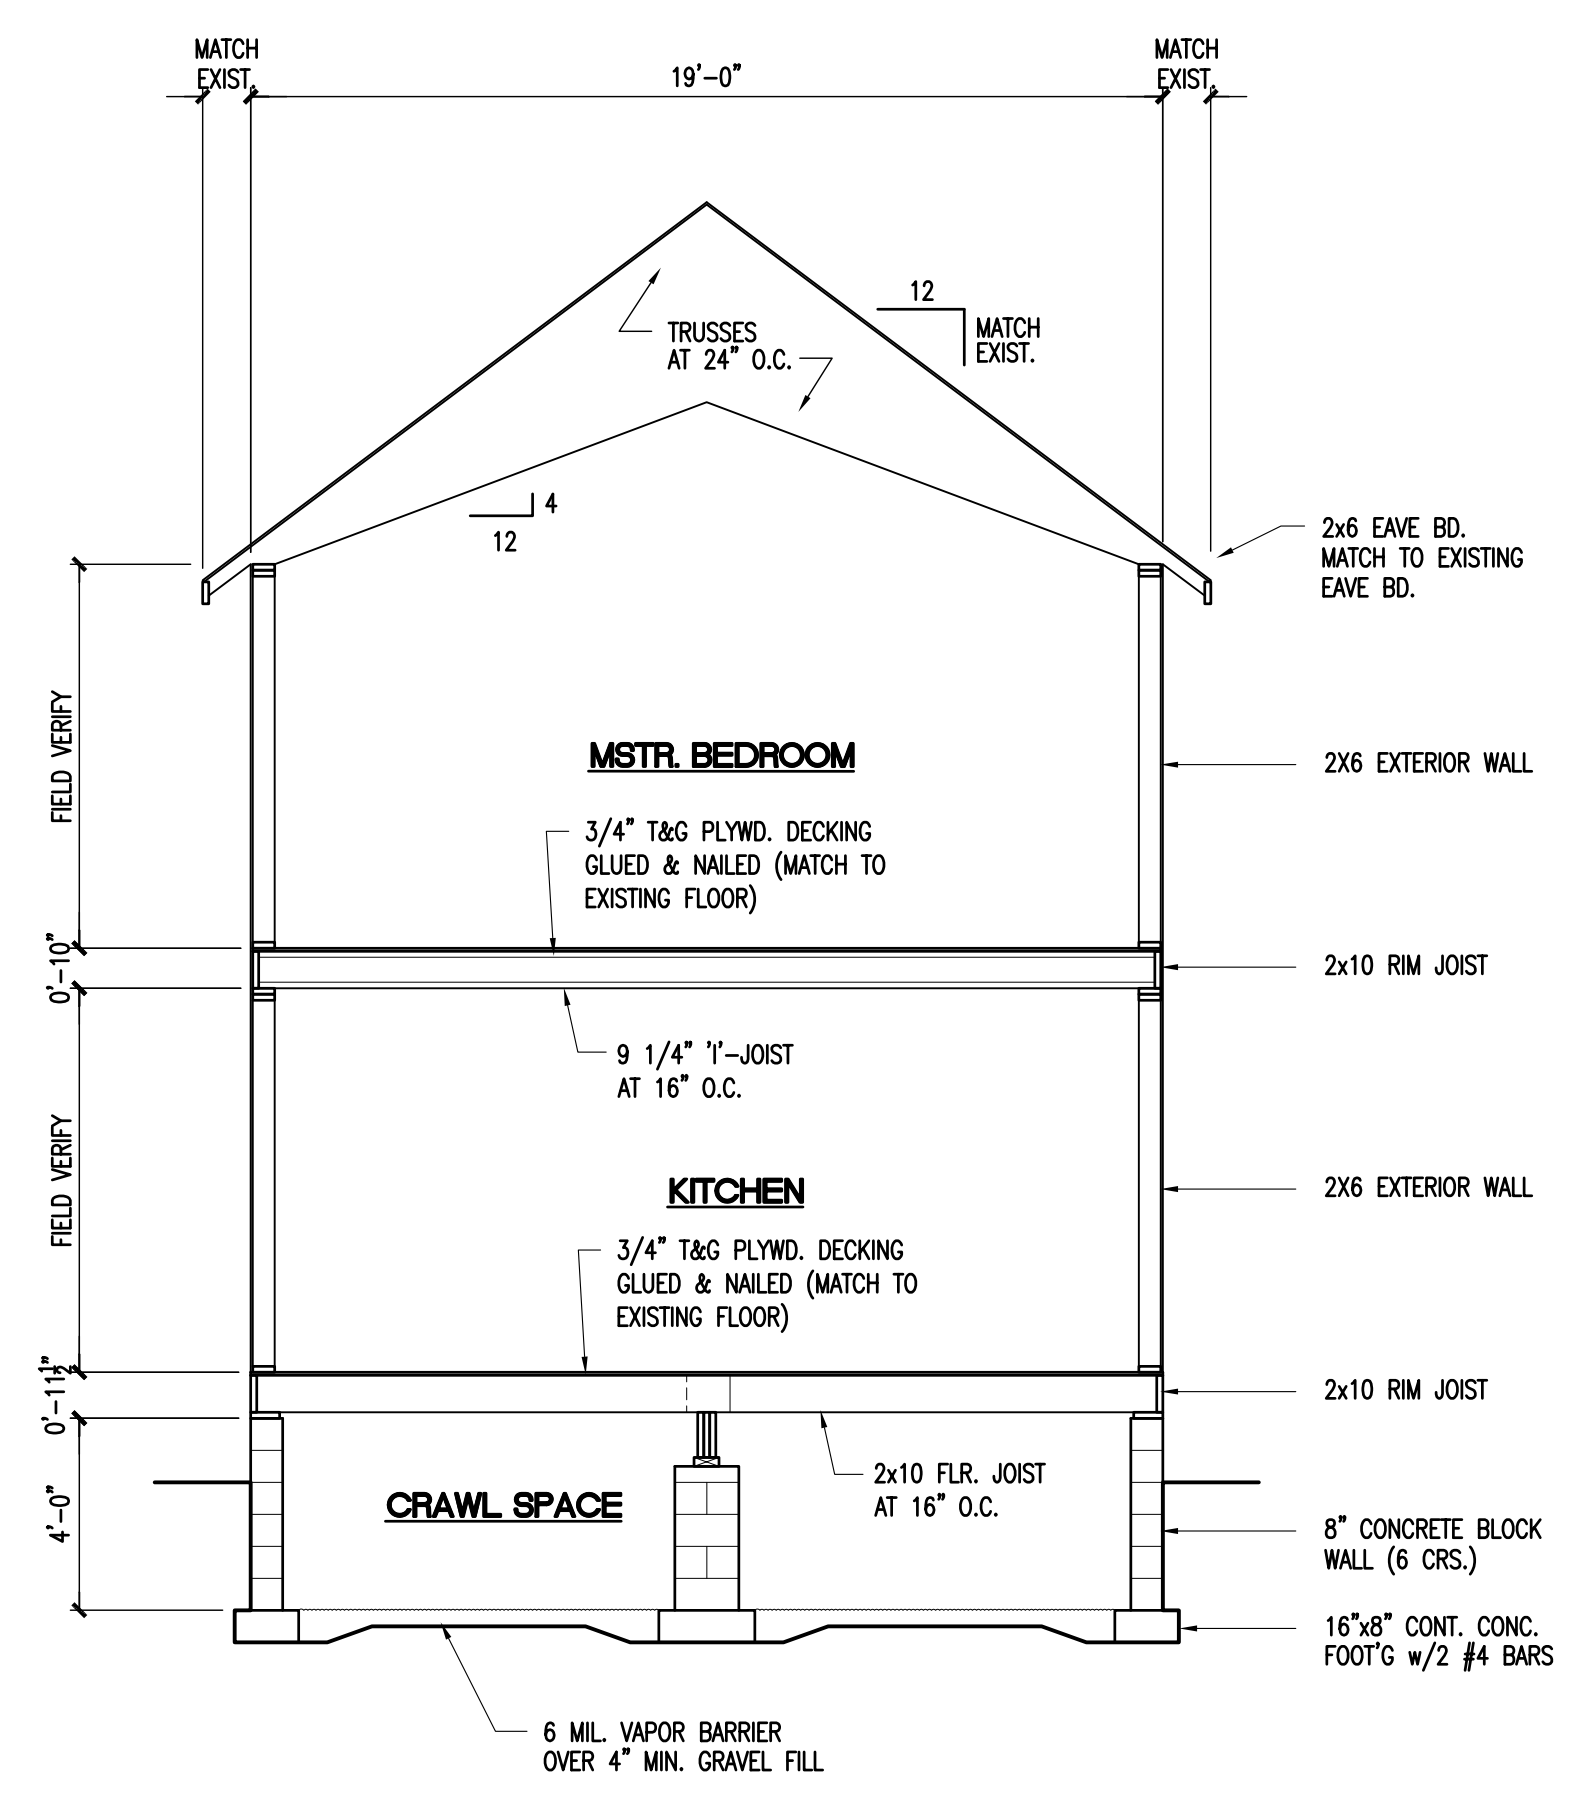 MATCH
EXIST.
19'-0"
MATCH
EXIST.
12
MATCH
EXIST.
TRUSSES
AT 24" O.C.
4
12
2x6 EAVE BD.
MATCH TO EXISTING
EAVE BD.
FIELD VERIFY
MSTR. BEDROOM
2X6 EXTERIOR WALL
3/4" T&G PLYWD. DECKING
GLUED & NAILED (MATCH TO
EXISTING FLOOR)
0'-10"
2x10 RIM JOIST
9 1/4" 'I'-JOIST
AT 16" O.C.
FIELD VERIFY
KITCHEN
2X6 EXTERIOR WALL
3/4" T&G PLYWD. DECKING
GLUED & NAILED (MATCH TO
EXISTING FLOOR)
0'-11 1/2"
2x10 RIM JOIST
2x10 FLR. JOIST
AT 16" O.C.
CRAWL SPACE
4'-0"
8" CONCRETE BLOCK
WALL (6 CRS.)
16"x8" CONT. CONC.
FOOT'G w/2 #4 BARS
6 MIL. VAPOR BARRIER
OVER 4" MIN. GRAVEL FILL